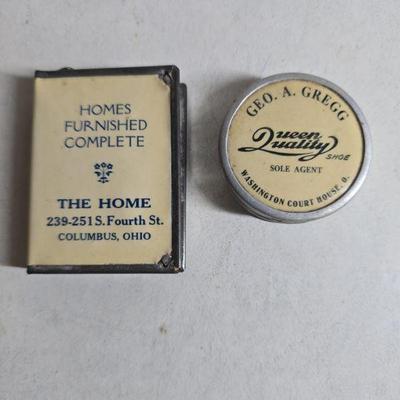 HOMES
FURNISHED
COMPLETE
THE HOME
239-251 S. Fourth St.
COLUMBUS, OHIO
GEO. A. GREGG
Queen
Quality SHOE
SOLE AGENT
WASHINGTON COURT HOUSE, O.